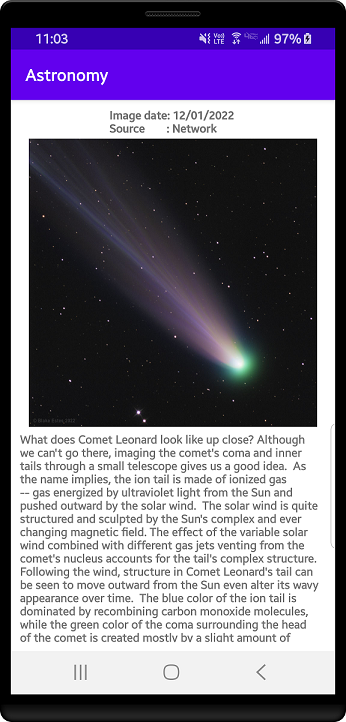 11:03
Vo)) LTE 97%
Astronomy
Image date: 12/01/2022
Source : Network
What does Comet Leonard look like up close? Although
we can't go there, imaging the comet's coma and inner
tails through a small telescope gives us a good idea. As
the name implies, the ion tail is made of ionized gas
-- gas energized by ultraviolet light from the Sun and
pushed outward by the solar wind. The solar wind is quite
structured and sculpted by the Sun's complex and ever
changing magnetic field. The effect of the variable solar
wind combined with different gas jets venting from the
comet's nucleus accounts for the tail's complex structure.
Following the wind, structure in Comet Leonard's tail can
be seen to move outward from the Sun even alter its wavy
appearance over time. The blue color of the ion tail is
dominated by recombining carbon monoxide molecules,
while the green color of the coma surrounding the head
of the comet is created mostly by a slight amount of